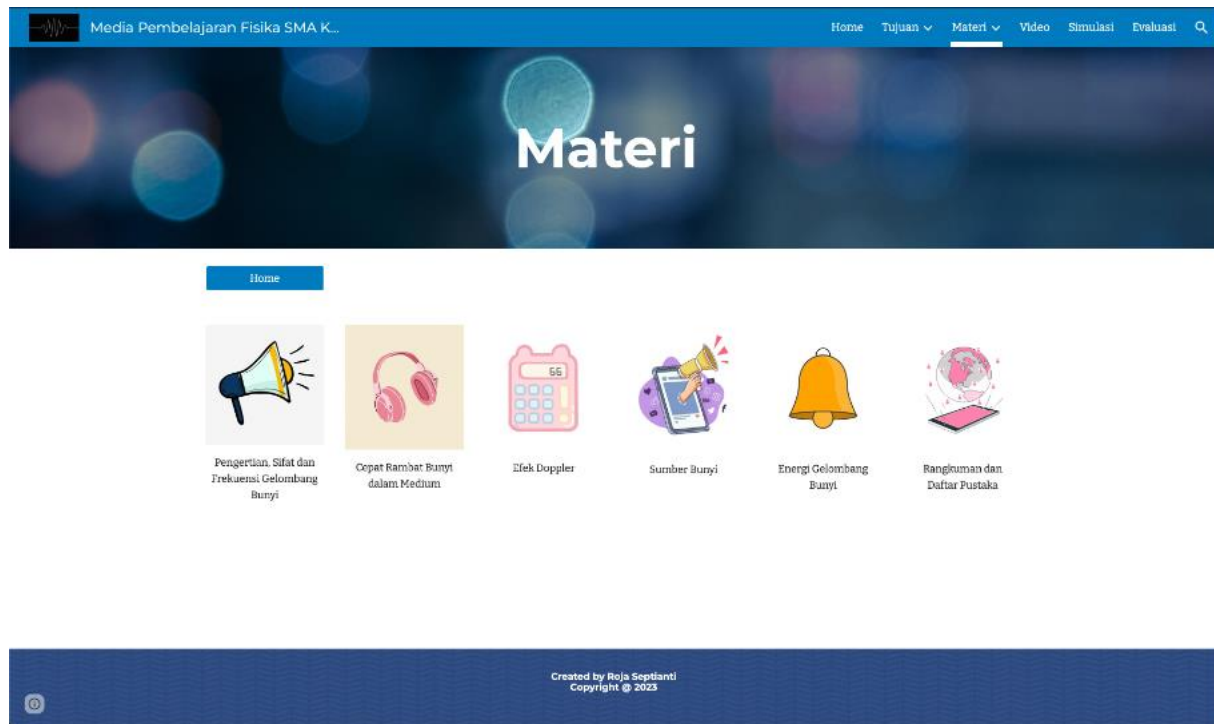 Media Pembelajaran Fisika SMA K...
Home Tujuan Materi Video Simulasi Evaluasi
Materi
Home
Pengertian, Sifat dan
Frekuensi Gelombang
Bunyi
Cepat Rambat Bunyi
dalam Medium
66
Efek Doppler
Sumber Bunyi
Energi Gelombang
Bunyi
Rangkuman dan
Daftar Pustaka
Created by Roja Septianti
Copyright @ 2023